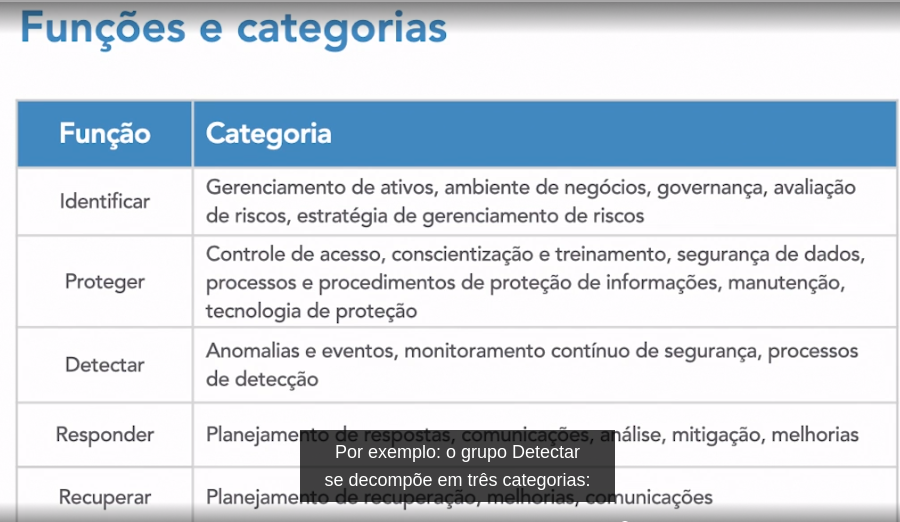 Funções e categorias
Função
Categoria
Identificar
Gerenciamento de ativos, ambiente de negócios, governança, avaliação
de riscos, estratégia de gerenciamento de riscos
Proteger
Controle de acesso, conscientização e treinamento, segurança de dados,
processos e procedimentos de proteção de informações, manutenção,
tecnologia de proteção
Detectar
Anomalias e eventos, monitoramento contínuo de segurança, processos
de detecção
Responder
Planejamento de respostas, comunicações, análise, mitigação, melhorias
Recuperar
Planejamento de recuperação, melhorias, comunicações
Por exemplo: o grupo Detectar
se decompõe em três categorias: